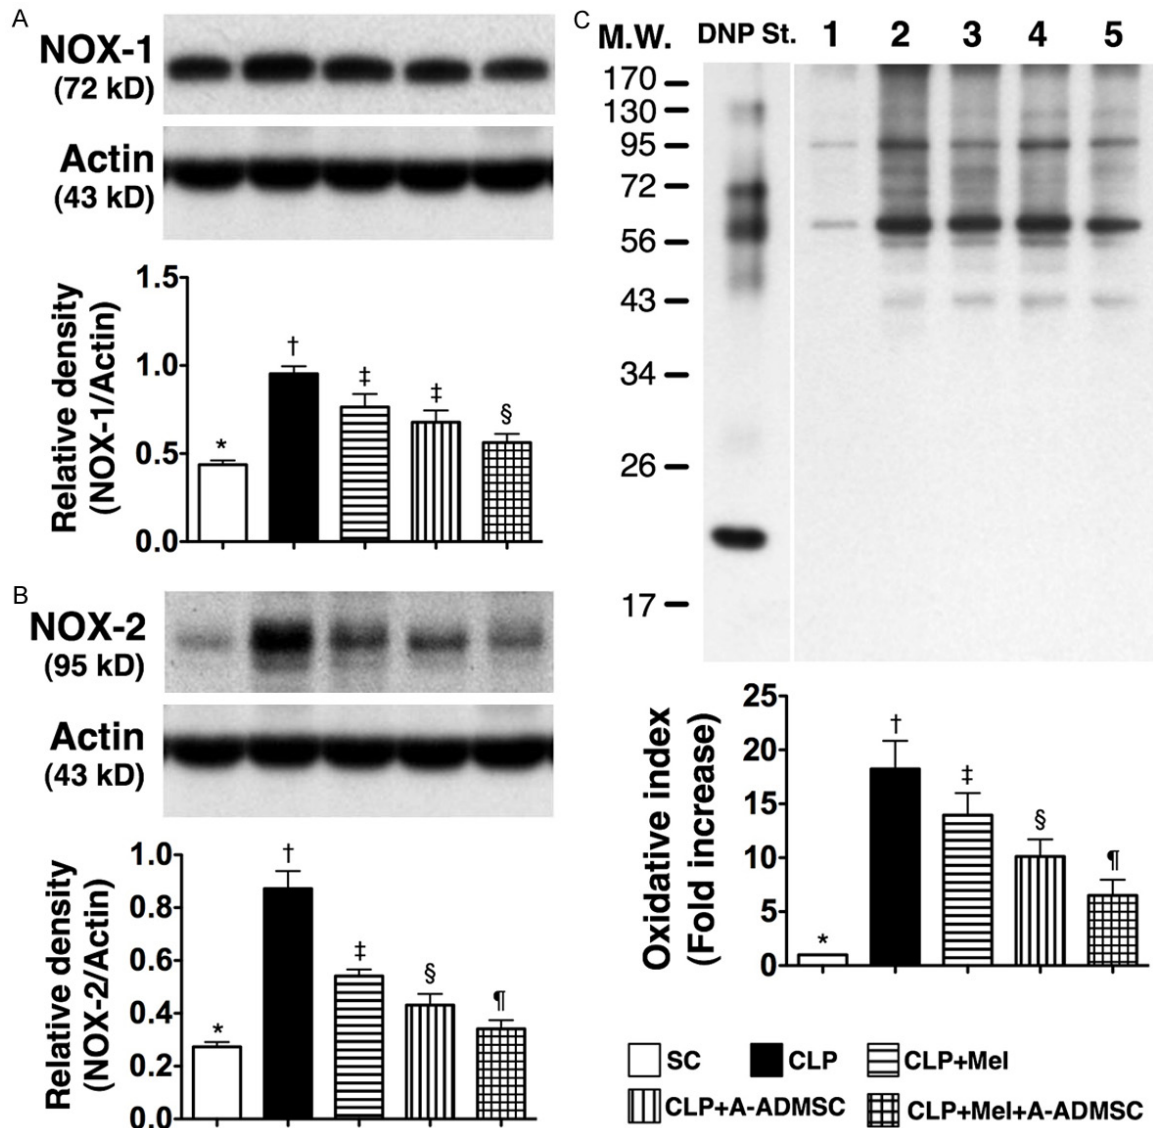 A
NOX-1
(72 kD)
Actin
(43 kD)
Relative density
(NOX-1/Actin)
1.5
1.0
0.5
0.0
*
†
‡
‡
§
B
NOX-2
(95 kD)
Actin
(43 kD)
Relative density
(NOX-2/Actin)
1.0
0.8
0.6
0.4
0.2
0.0
*
†
‡
§
¶
C
M.W. DNP St. 1 2 3 4 5
170
130
95
72
56
43
34
26
17
Oxidative index
(Fold increase)
25
20
15
10
5
0
*
†
‡
§
¶
SC CLP CLP+Mel
CLP+A-ADMSC CLP+Mel+A-ADMSC